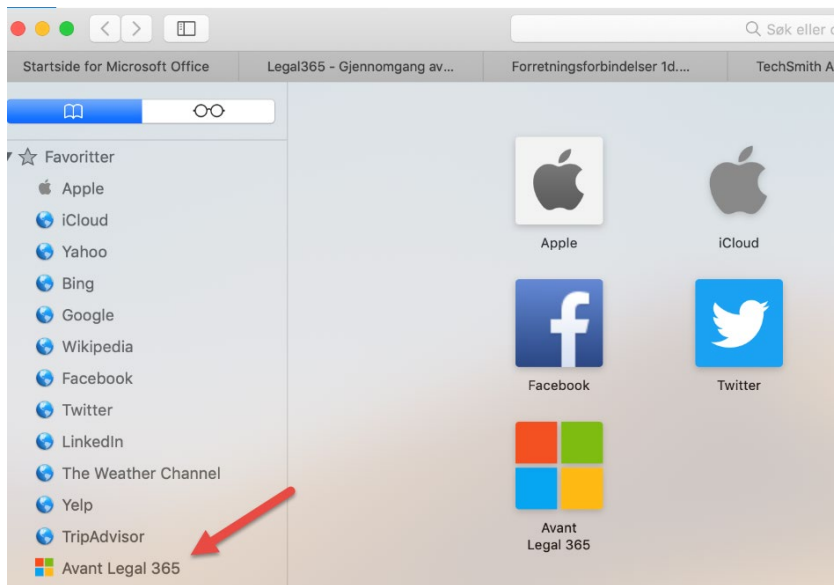 Søk eller
Startside for Microsoft Office
Legal365 - Gjennomgang av...
Forretningsforbindelser 1d....
TechSmith A
Favoritter
Apple
iCloud
Yahoo
Bing
Google
Wikipedia
Facebook
Twitter
LinkedIn
The Weather Channel
Yelp
TripAdvisor
Avant Legal 365
Apple
iCloud
Facebook
Twitter
Avant
Legal 365